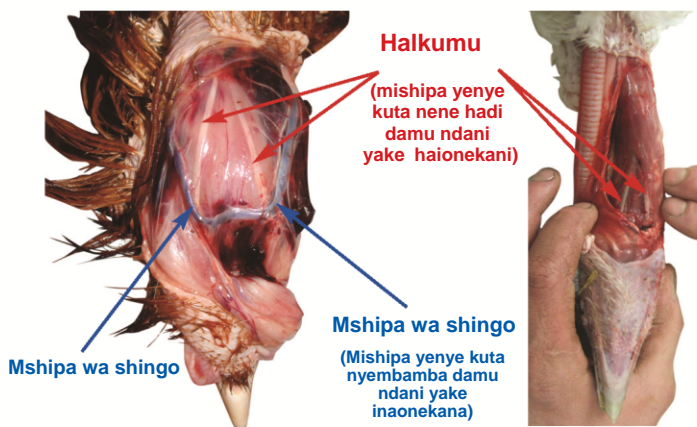 Halkumu
(mishipa yenye
kuta nene hadi
damu ndani
yake haionekani)
Mshipa wa shingo
Mshipa wa shingo
(Mishipa yenye kuta
nyembamba damu
ndani yake
inaonekana)